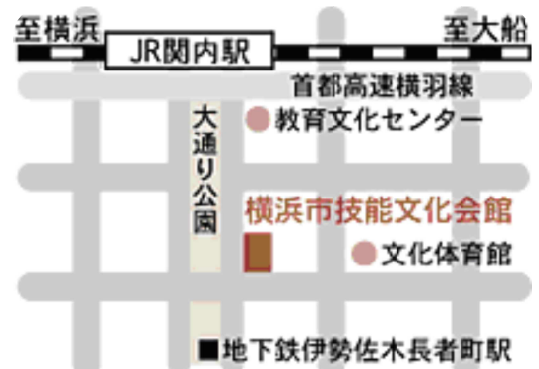 至横浜
至大船
JR関内駅
首都高速横羽線
教育文化センター
大通り公園
横浜市技能文化会館
文化体育館
地下鉄伊勢佐木長者町駅